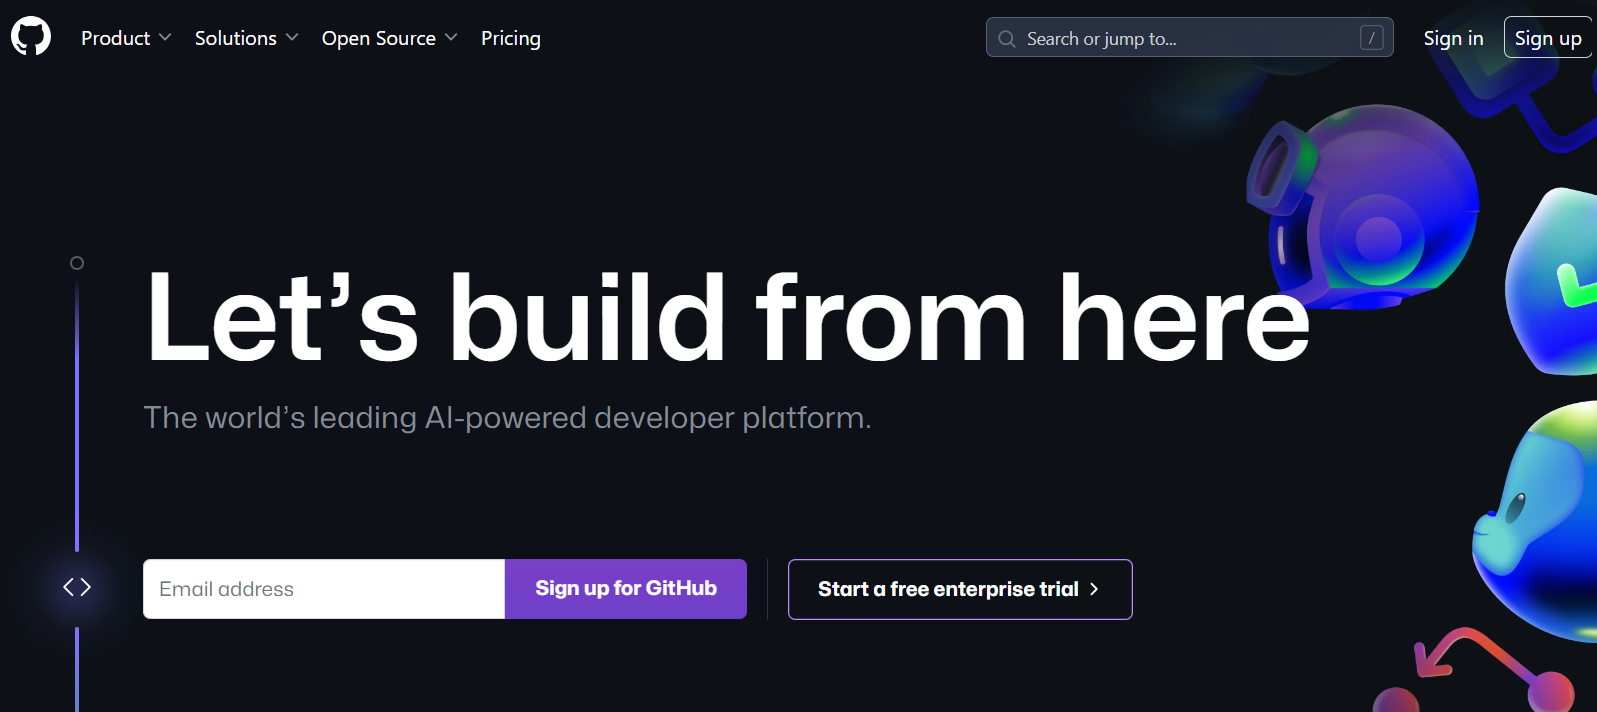 Product Solutions Open Source Pricing Search or jump to... / Sign in Sign up
Let’s build from here
The world’s leading AI-powered developer platform.
Email address Sign up for GitHub Start a free enterprise trial